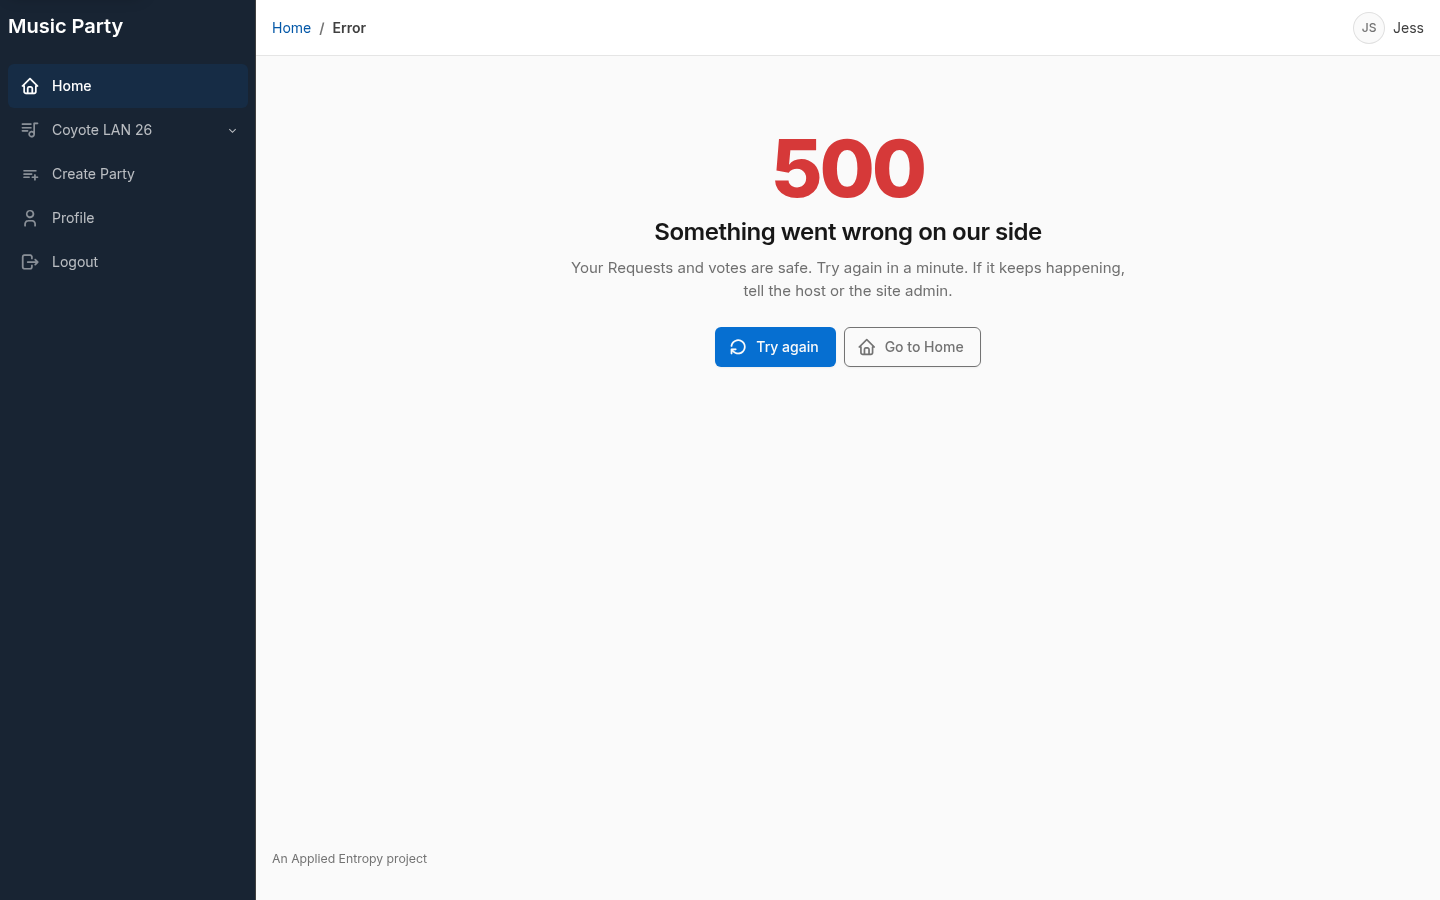 Music Party
Home
Coyote LAN 26
Create Party
Profile
Logout
Home / Error
JS Jess
500
Something went wrong on our side
Your Requests and votes are safe. Try again in a minute. If it keeps happening,
tell the host or the site admin.
Try again
Go to Home
An Applied Entropy project